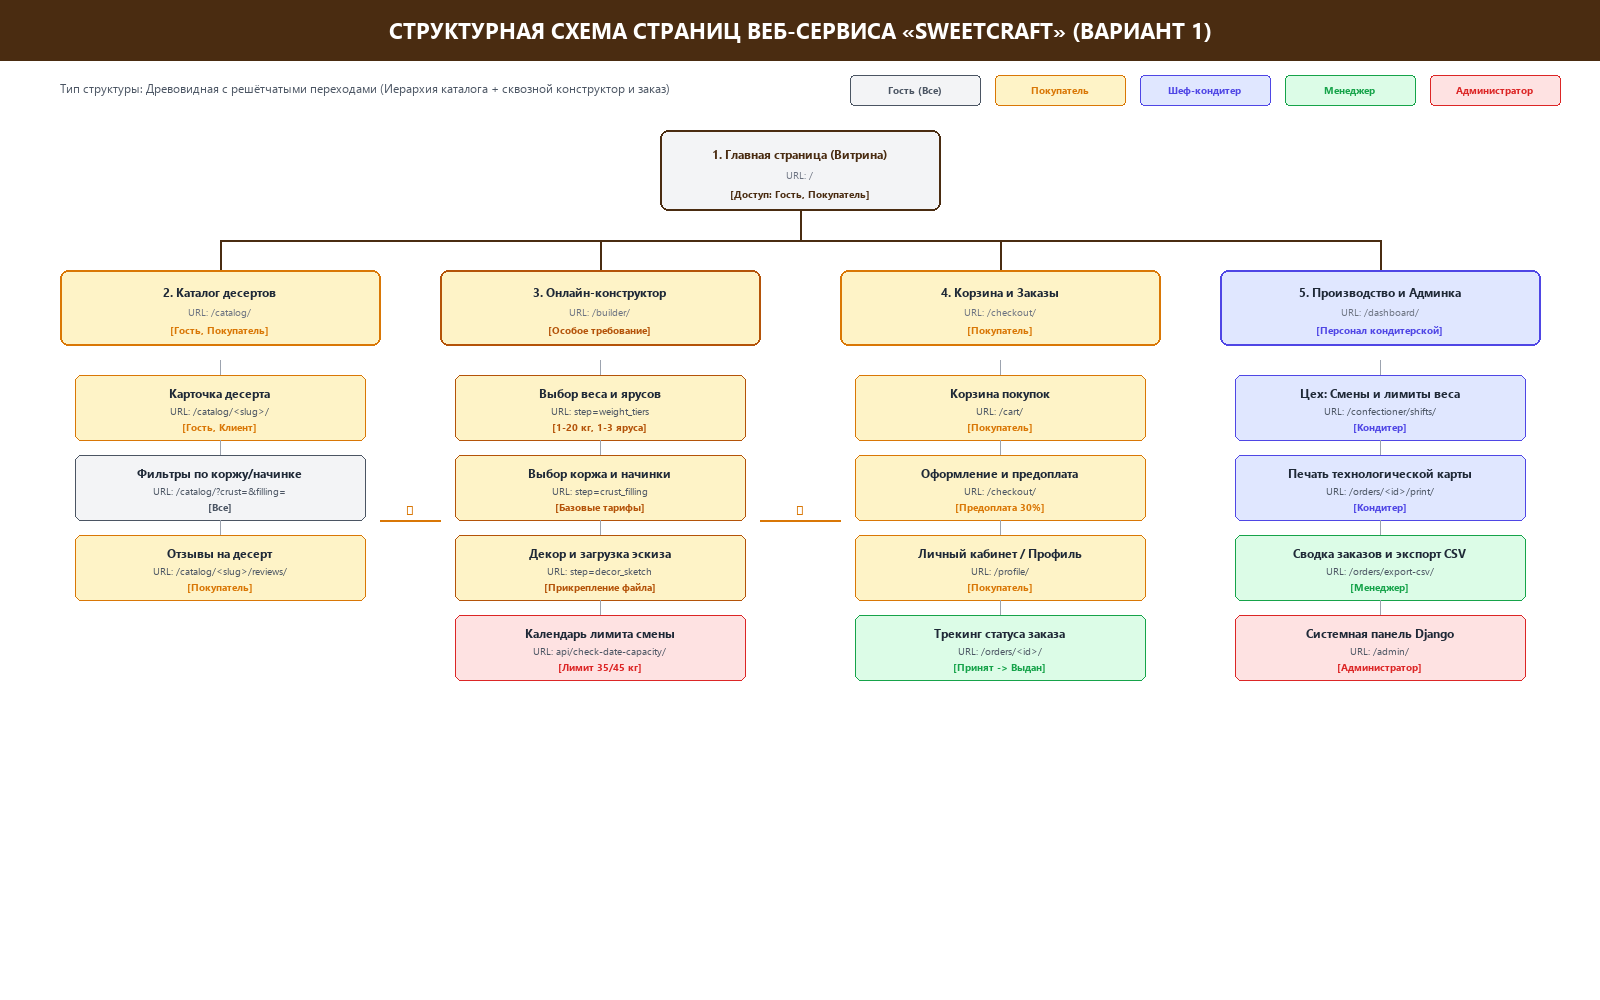 СТРУКТУРНАЯ СХЕМА СТРАНИЦ ВЕБ-СЕРВИСА «SWEETCRAFT» (ВАРИАНТ 1)
Тип структуры: Древовидная с решётчатыми переходами (Иерархия каталога + сквозной конструктор и заказ)
Гость (Все)
Покупатель
Шеф-кондитер
Менеджер
Администратор
1. Главная страница (Витрина)
URL: /
[Доступ: Гость, Покупатель]
2. Каталог десертов
URL: /catalog/
[Гость, Покупатель]
Карточка десерта
URL: /catalog/<slug>/
[Гость, Клиент]
Фильтры по коржу/начинке
URL: /catalog/?crust=&filling=
[Все]
Отзывы на десерт
URL: /catalog/<slug>/reviews/
[Покупатель]
3. Онлайн-конструктор
URL: /builder/
[Особое требование]
Выбор веса и ярусов
URL: step=weight_tiers
[1-20 кг, 1-3 яруса]
Выбор коржа и начинки
URL: step=crust_filling
[Базовые тарифы]
Декор и загрузка эскиза
URL: step=decor_sketch
[Прикрепление файла]
Календарь лимита смены
URL: api/check-date-capacity/
[Лимит 35/45 кг]
4. Корзина и Заказы
URL: /checkout/
[Покупатель]
Корзина покупок
URL: /cart/
[Покупатель]
Оформление и предоплата
URL: /checkout/
[Предоплата 30%]
Личный кабинет / Профиль
URL: /profile/
[Покупатель]
Трекинг статуса заказа
URL: /orders/<id>/
[Принят -> Выдан]
5. Производство и Админка
URL: /dashboard/
[Персонал кондитерской]
Цех: Смены и лимиты веса
URL: /confectioner/shifts/
[Кондитер]
Печать технологической карты
URL: /orders/<id>/print/
[Кондитер]
Сводка заказов и экспорт CSV
URL: /orders/export-csv/
[Менеджер]
Системная панель Django
URL: /admin/
[Администратор]